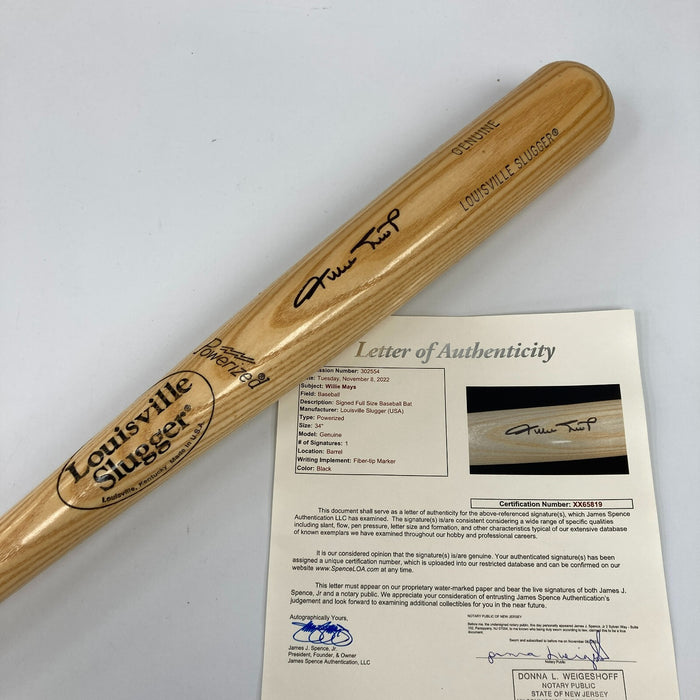 GENUINE
LOUISVILLE SLUGGER®
Powerized®
Louisville
Slugger®
Louisville, Kentucky Made in U.S.A.
Letter of Authenticity
ission Number: 302554
Date: Tuesday, November 8, 2022
Subject: Willie Mays
Field: Baseball
Description: Signed Full Size Baseball Bat
Manufacturer: Louisville Slugger (USA)
Type: Powerized
Size: 34"
Model: Genuine
# of Signatures: 1
Location: Barrel
Writing Implement: Fiber-tip Marker
Color: Black
Certification Number: XX65819
This document shall serve as a letter of authenticity for the above-referenced signature(s), which James Spence
Authentication LLC has examined. The signature(s) is/are consistent considering a wide range of specific qualities
including slant, flow, pen pressure, letter size and formation, and other characteristics typical of our extensive database
of known exemplars we have examined throughout our hobby and professional careers.
It is our considered opinion that the signature(s) is/are genuine. Your authenticated signature(s) has been
assigned a unique certification number, which is uploaded into our restricted database and can be confirmed on our
website www.SpenceLOA.com at any time.
This letter must appear on our proprietary water-marked paper and bear the live signatures of both James J.
Spence, Jr and a notary public. We appreciate your consideration of entrusting James Spence Authentication's
judgement and look forward to examining additional collectibles for you in the near future.
Autographically Yours,
James J. Spence, Jr.
President, Founder, & Owner
James Spence Authentication, LLC
NOTARY PUBLIC OF NEW JERSEY
Notary Public
DONNA L. WEIGESHOFF
NOTARY PUBLIC
STATE OF NEW JERSEY